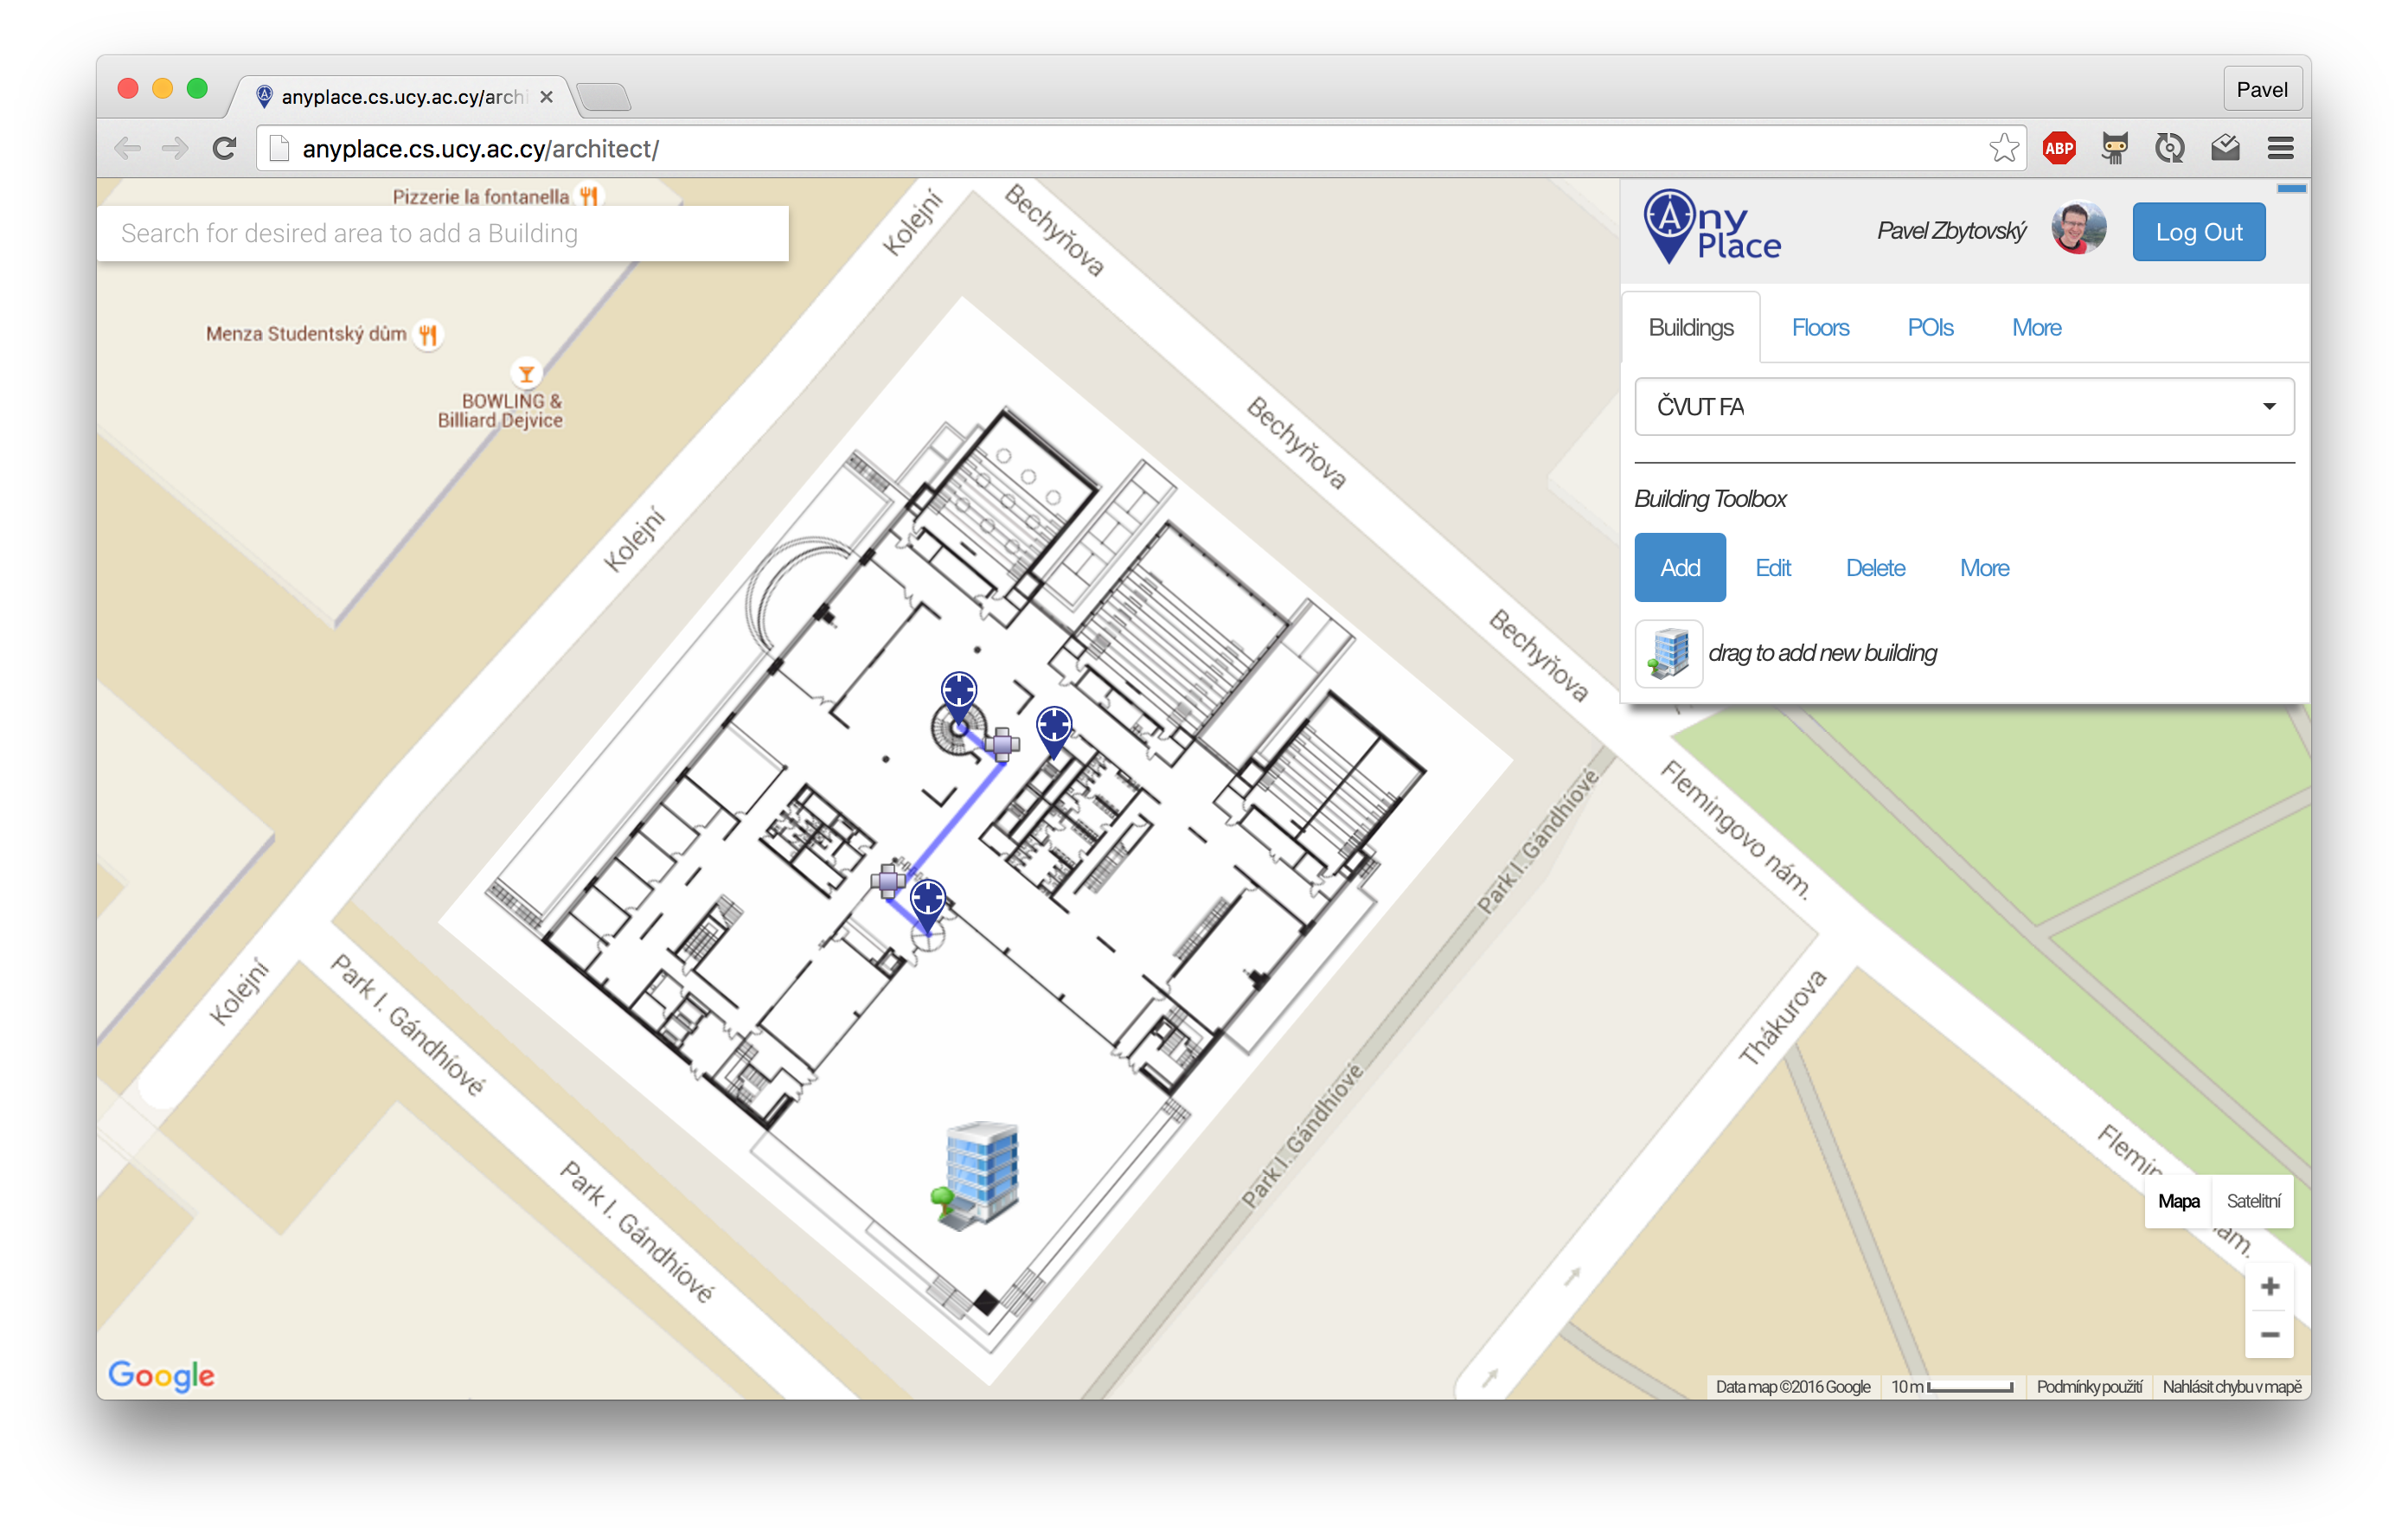 anyplace.cs.ucy.ac.cy/archi
Pavel
anyplace.cs.ucy.ac.cy/architect/
Pizzerie la fontanella
Search for desired area to add a Building
Menza Studentský dům
BOWLING &
Billiard Dejvice
Kolejní
Kolejní
Kolejní
Bechyňova
Bechyňova
Bechyňova
Any
Place
Pavel Zbytovský
Log Out
Buildings
Floors
POIs
More
ČVUT FA
Building Toolbox
Add
Edit
Delete
More
drag to add new building
Flemingovo nám.
Park I. Gándhíové
Park I. Gándhíové
Park I. Gándhíové
Park I. Gándhíové
Thákurova
Flemin
nám.
Mapa
Satelitní
+
−
Google
Data map ©2016 Google
10 m
Podmínky použití
Nahlásit chybu v mapě
ABP